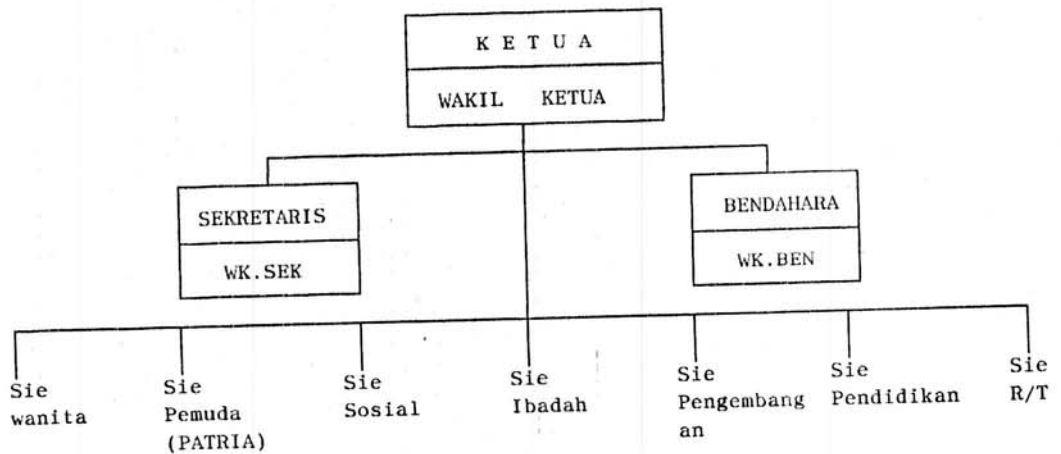 K E T U A
WAKIL KETUA
SEKRETARIS
WK.SEK
BENDAHARA
WK.BEN
Sie
wanita
Sie
Pemuda
(PATRIA)
Sie
Sosial
Sie
Ibadah
Sie
Pengembang
an
Sie
Pendidikan
Sie
R/T